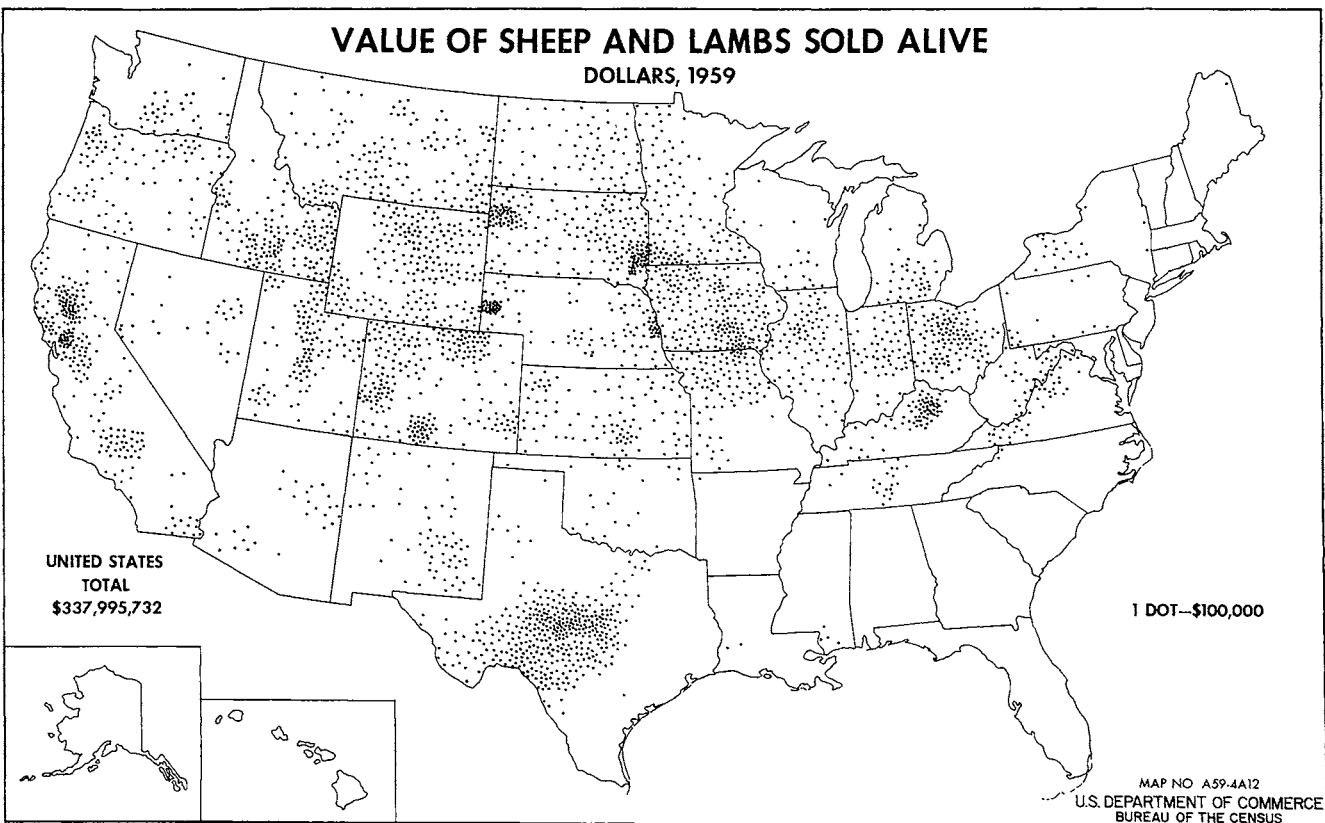 VALUE OF SHEEP AND LAMBS SOLD ALIVE
DOLLARS, 1959
UNITED STATES
TOTAL
$337,995,732
1 DOT—$100,000
MAP NO A59-4A12
U.S. DEPARTMENT OF COMMERCE
BUREAU OF THE CENSUS